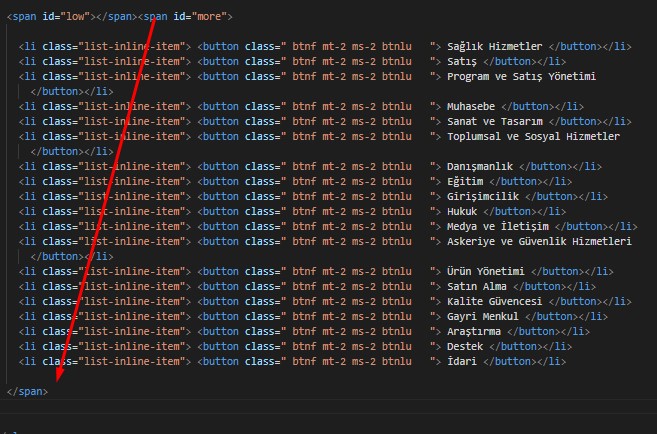 <span id="low"></span><span id="more">
<li class="list-inline-item"> <button class=" btnf mt-2 ms-2 btnlu   "> Sağlık Hizmetler </button></li>
<li class="list-inline-item"> <button class=" btnf mt-2 ms-2 btnlu   "> Satış </button></li>
<li class="list-inline-item"> <button class=" btnf mt-2 ms-2 btnlu   "> Program ve Satış Yönetimi
</button></li>
<li class="list-inline-item"> <button class=" btnf mt-2 ms-2 btnlu   "> Muhasebe </button></li>
<li class="list-inline-item"> <button class=" btnf mt-2 ms-2 btnlu   "> Sanat ve Tasarım </button></li>
<li class="list-inline-item"> <button class=" btnf mt-2 ms-2 btnlu   "> Toplumsal ve Sosyal Hizmetler
</button></li>
<li class="list-inline-item"> <button class=" btnf mt-2 ms-2 btnlu   "> Danışmanlık </button></li>
<li class="list-inline-item"> <button class=" btnf mt-2 ms-2 btnlu   "> Eğitim </button></li>
<li class="list-inline-item"> <button class=" btnf mt-2 ms-2 btnlu   "> Girişimcilik </button></li>
<li class="list-inline-item"> <button class=" btnf mt-2 ms-2 btnlu   "> Hukuk </button></li>
<li class="list-inline-item"> <button class=" btnf mt-2 ms-2 btnlu   "> Medya ve İletişim </button></li>
<li class="list-inline-item"> <button class=" btnf mt-2 ms-2 btnlu   "> Askeriye ve Güvenlik Hizmetleri
</button></li>
<li class="list-inline-item"> <button class=" btnf mt-2 ms-2 btnlu   "> Ürün Yönetimi </button></li>
<li class="list-inline-item"> <button class=" btnf mt-2 ms-2 btnlu   "> Satın Alma </button></li>
<li class="list-inline-item"> <button class=" btnf mt-2 ms-2 btnlu   "> Kalite Güvencesi </button></li>
<li class="list-inline-item"> <button class=" btnf mt-2 ms-2 btnlu   "> Gayri Menkul </button></li>
<li class="list-inline-item"> <button class=" btnf mt-2 ms-2 btnlu   "> Araştırma </button></li>
<li class="list-inline-item"> <button class=" btnf mt-2 ms-2 btnlu   "> Destek </button></li>
<li class="list-inline-item"> <button class=" btnf mt-2 ms-2 btnlu   "> İdari </button></li>
</span>